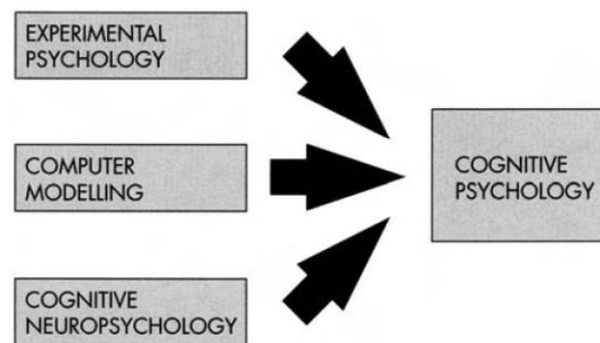 EXPERIMENTAL
PSYCHOLOGY
COMPUTER
MODELLING
COGNITIVE
NEUROPSYCHOLOGY
COGNITIVE
PSYCHOLOGY